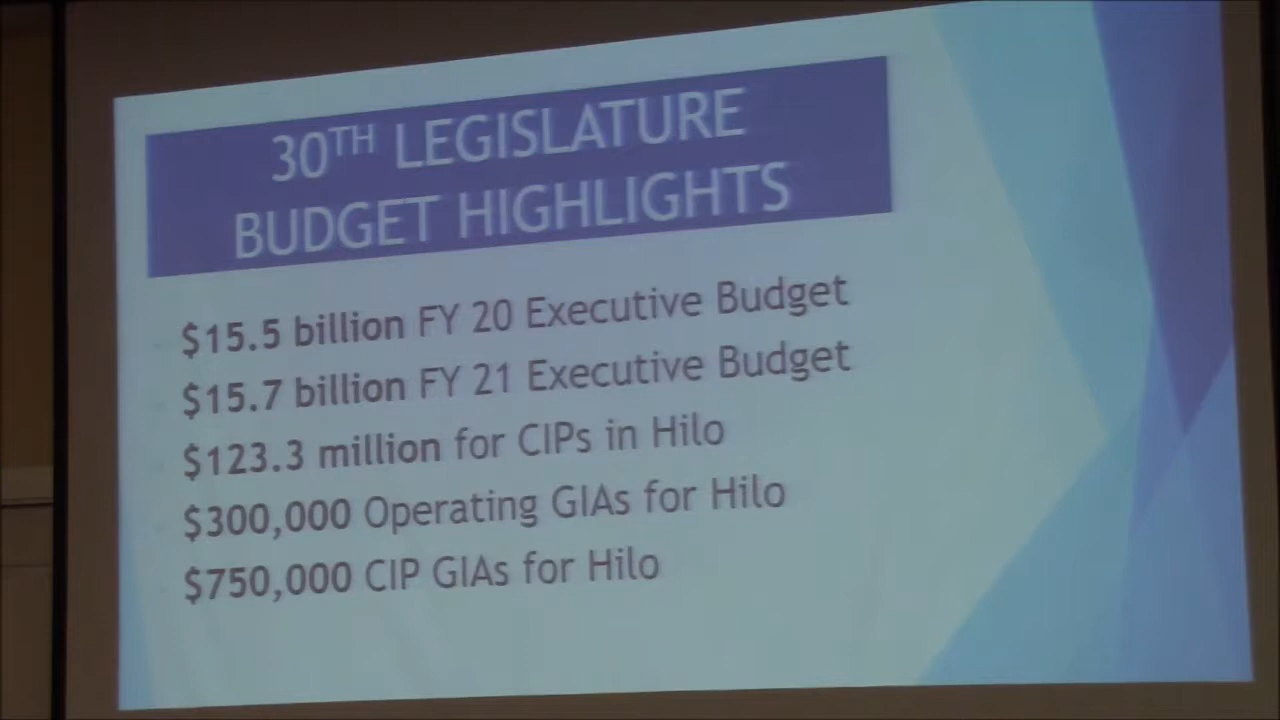 30TH LEGISLATURE
BUDGET HIGHLIGHTS
$15.5 billion FY 20 Executive Budget
$15.7 billion FY 21 Executive Budget
$123.3 million for CIPs in Hilo
$300,000 Operating GIAs for Hilo
$750,000 CIP GIAs for Hilo